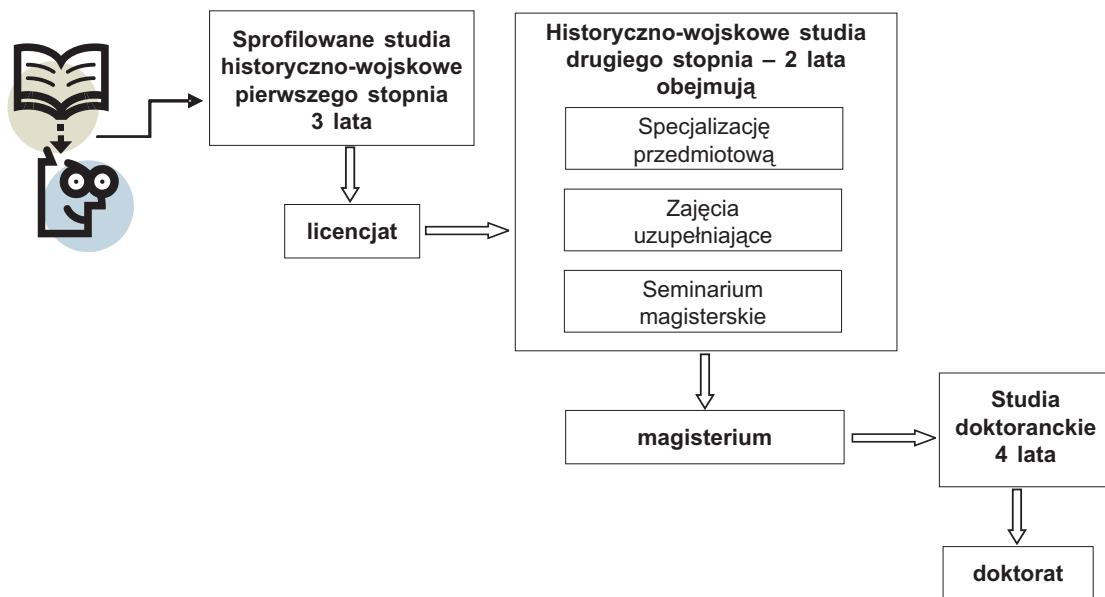 Sprofilowane studia
historyczno-wojskowe
pierwszego stopnia
3 lata
licencjat
Historyczno-wojskowe studia
drugiego stopnia – 2 lata
obejmują
Specjalizację
przedmiotową
Zajęcia
uzupełniające
Seminarium
magisterskie
magisterium
Studia
doktoranckie
4 lata
doktorat